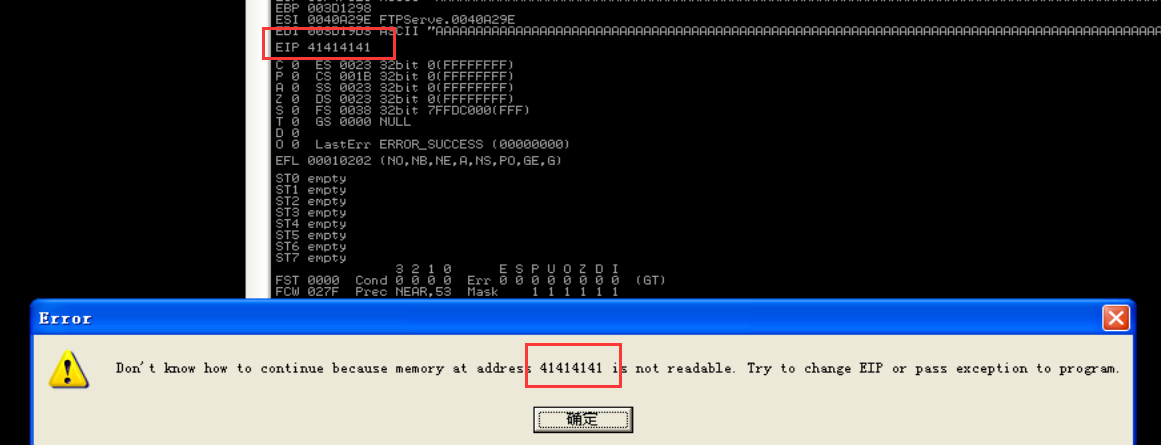 EBP 003D1298
ESI 0040A29E FTPServe.0040A29E
EIP 41414141
C 0 ES 0023 32bit 0(FFFFFFFF)
P 0 CS 001B 32bit 0(FFFFFFFF)
A 0 SS 0023 32bit 0(FFFFFFFF)
Z 0 DS 0023 32bit 0(FFFFFFFF)
S 0 FS 0038 32bit 7FFDC000(FFF)
T 0 GS 0000 NULL
D 0
O 0 LastErr ERROR_SUCCESS (00000000)
EFL 00010202 (NO,NB,NE,A,NS,PO,GE,G)
ST0 empty
ST1 empty
ST2 empty
ST3 empty
ST4 empty
ST5 empty
ST6 empty
ST7 empty
3 2 1 0 E S P U O Z D I
FST 0000 Cond 0 0 0 0 Err 0 0 0 0 0 0 0 0 (GT)
FCW 027F Prec NEAR,53 Mask 1 1 1 1 1 1
Error
Don't know how to continue because memory at address 41414141 is not readable. Try to change EIP or pass exception to program.
确定